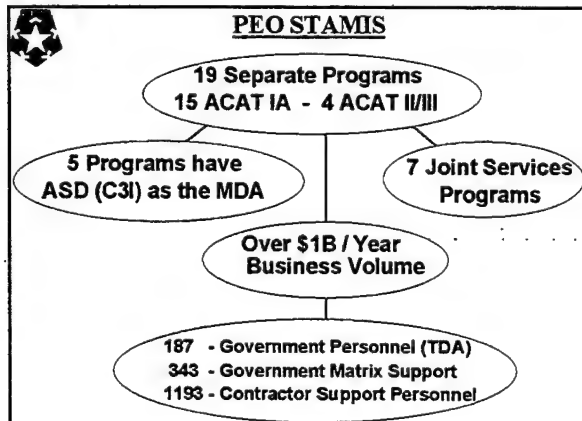 PEO STAMIS
19 Separate Programs
15 ACAT IA - 4 ACAT II/III
5 Programs have
ASD (C3I) as the MDA
7 Joint Services
Programs
Over $1B / Year
Business Volume
187 - Government Personnel (TDA)
343 - Government Matrix Support
1193 - Contractor Support Personnel